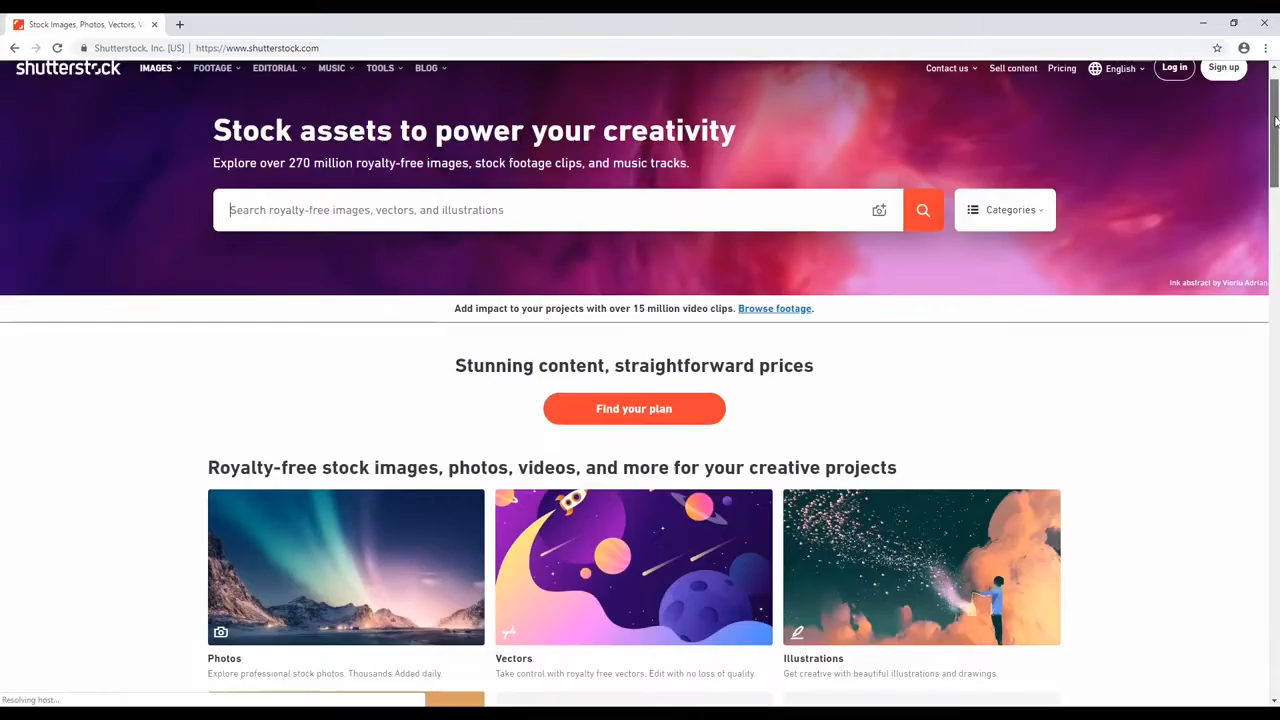 Stock Images, Photos, Vectors, V
Shutterstock, Inc. [US] https://www.shutterstock.com
shutterstock IMAGES FOOTAGE EDITORIAL MUSIC TOOLS BLOG Contact us Sell content Pricing English Log in Sign up
Stock assets to power your creativity
Explore over 270 million royalty-free images, stock footage clips, and music tracks.
Search royalty-free images, vectors, and illustrations Categories
Ink abstract by Vieriu Adrian
Add impact to your projects with over 15 million video clips. Browse footage.
Stunning content, straightforward prices
Find your plan
Royalty-free stock images, photos, videos, and more for your creative projects
Photos Vectors Illustrations
Explore professional stock photos. Thousands Added daily. Take control with royalty free vectors. Edit with no loss of quality. Get creative with beautiful illustrations and drawings.
Resolving host...